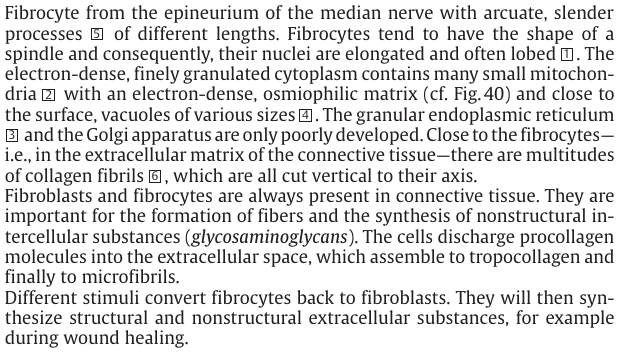 Fibrocyte from the epineurium of the median nerve with arcuate, slender
processes 5 of different lengths. Fibrocytes tend to have the shape of a
spindle and consequently, their nuclei are elongated and often lobed 1. The
electron-dense, finely granulated cytoplasm contains many small mitochon-
dria 2 with an electron-dense, osmiophilic matrix (cf. Fig. 40) and close to
the surface, vacuoles of various sizes 4. The granular endoplasmic reticulum
3 and the Golgi apparatus are only poorly developed. Close to the fibrocytes—
i.e., in the extracellular matrix of the connective tissue—there are multitudes
of collagen fibrils 6, which are all cut vertical to their axis.
Fibroblasts and fibrocytes are always present in connective tissue. They are
important for the formation of fibers and the synthesis of nonstructural in-
tercellular substances (glycosaminoglycans). The cells discharge procollagen
molecules into the extracellular space, which assemble to tropocollagen and
finally to microfibrils.
Different stimuli convert fibrocytes back to fibroblasts. They will then syn-
thesize structural and nonstructural extracellular substances, for example
during wound healing.